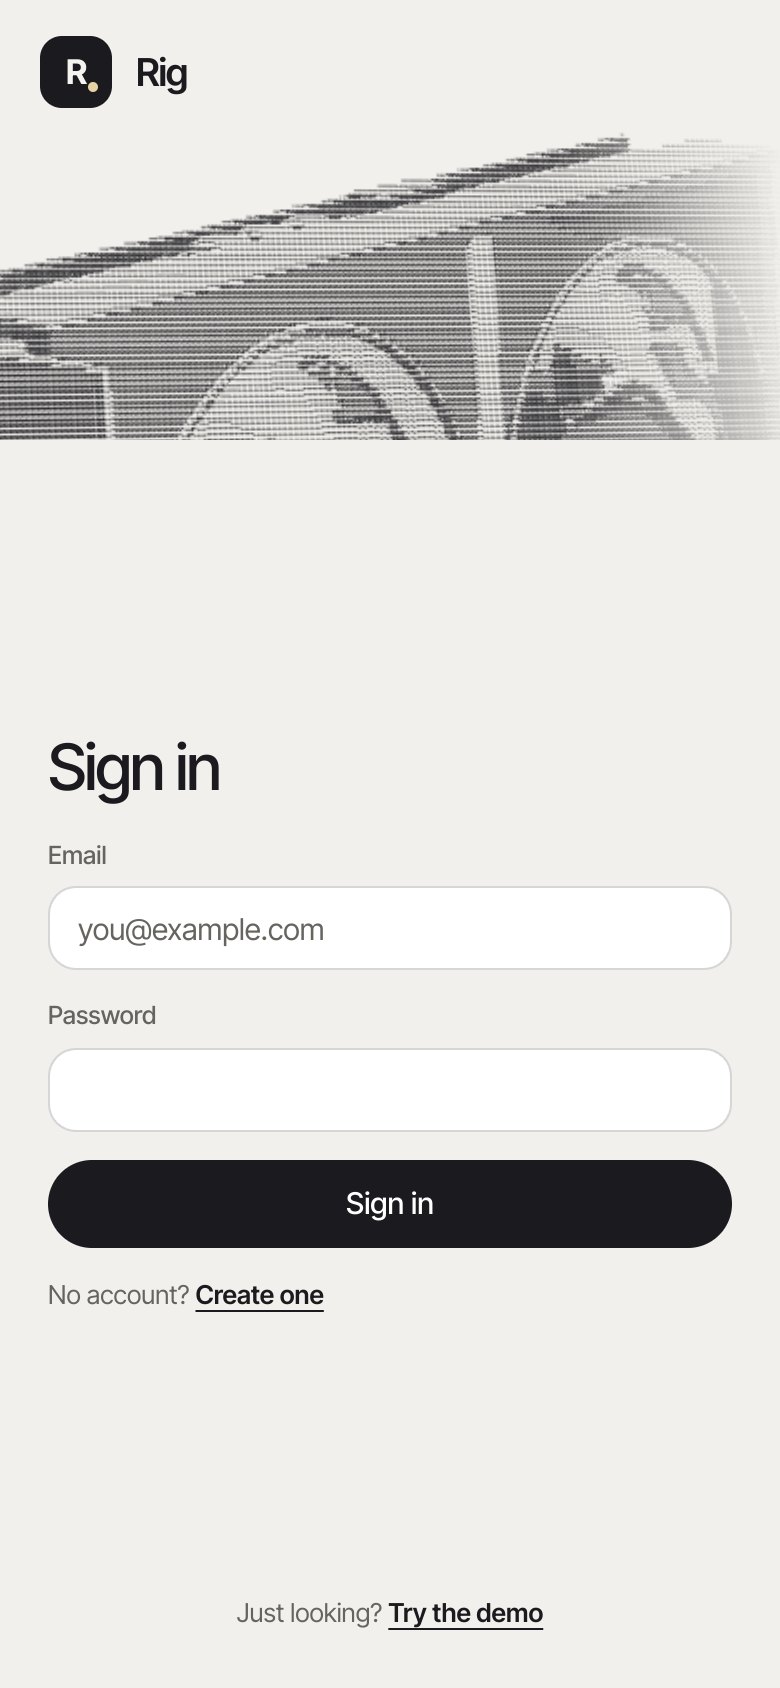 R.
Rig
Sign in
Email
you@example.com
Password
Sign in
No account? Create one
Just looking? Try the demo